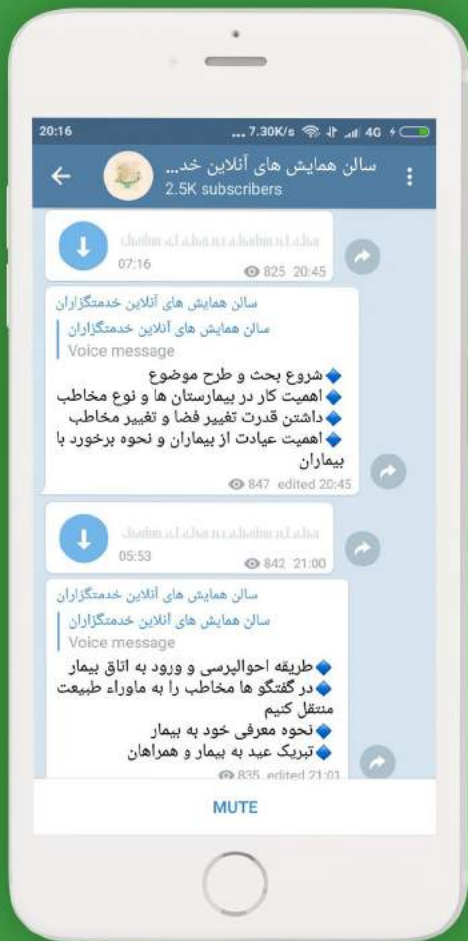 20:16
... 7.30K/s 4G
سالن همایش های آنلاین خد...
2.5K subscribers
07:16
825 20:45
سالن همایش های آنلاین خدمتگزاران
سالن همایش های آنلاین خدمتگزاران
Voice message
شروع بحث و طرح موضوع
اهمیت کار در بیمارستان ها و نوع مخاطب
داشتن قدرت تغییر فضا و تغییر مخاطب
اهمیت عیادت از بیماران و نحوه برخورد با
بیماران
847 edited 20:45
05:53
842 21:00
سالن همایش های آنلاین خدمتگزاران
سالن همایش های آنلاین خدمتگزاران
Voice message
طریقه احوالپرسی و ورود به اتاق بیمار
در گفتگو ها مخاطب را به ماوراء طبیعت
منتقل کنیم
نحوه معرفی خود به بیمار
تبریک عید به بیمار و همراهان
835 edited 21:01
MUTE